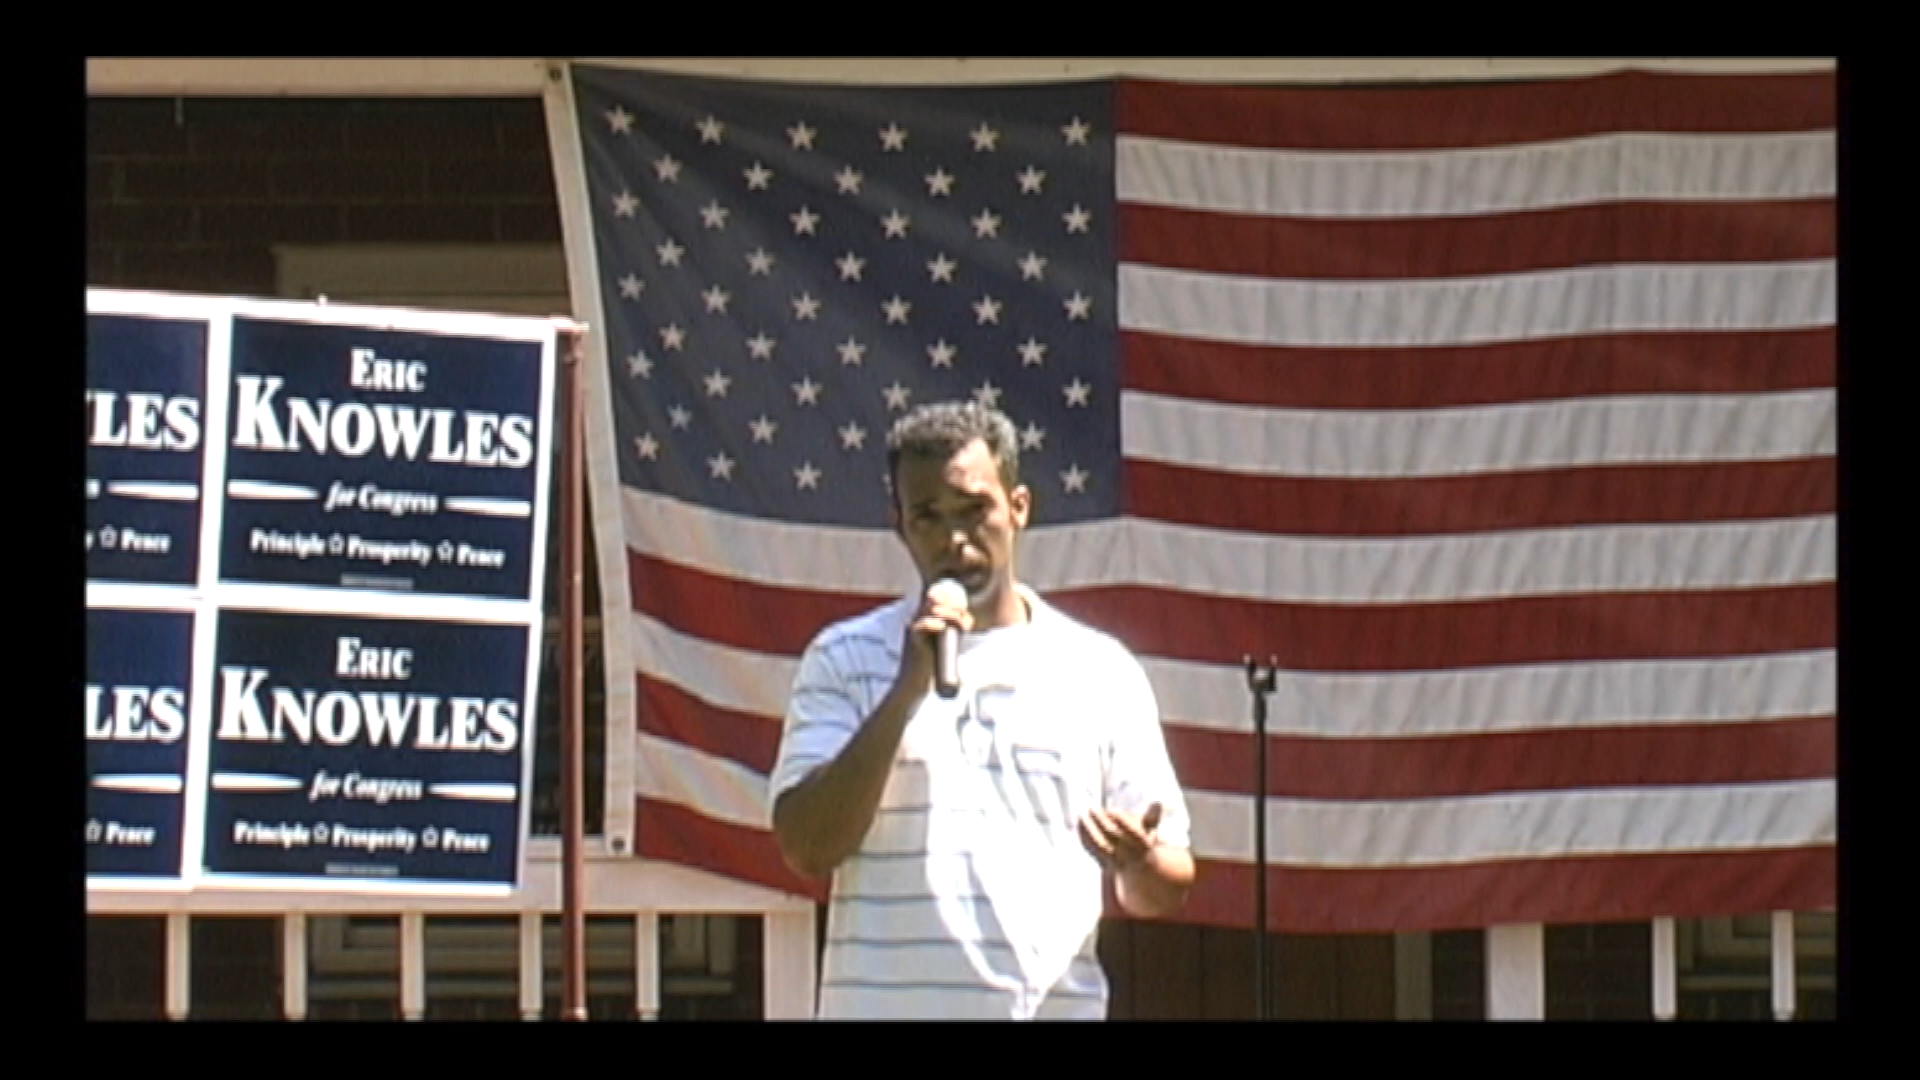 LES
y ☆ Peace
ERIC
KNOWLES
for Congress
Principle ☆ Prosperity ☆ Peace
LES
☆ Peace
ERIC
KNOWLES
for Congress
Principle ☆ Prosperity ☆ Peace